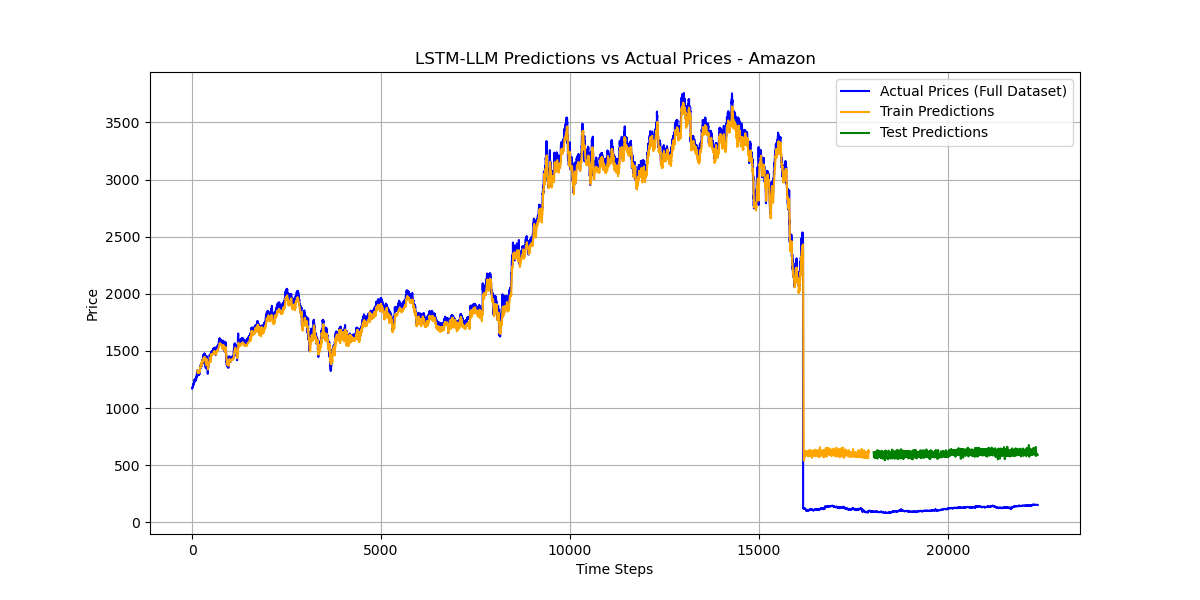 LSTM-LLM Predictions vs Actual Prices - Amazon
Actual Prices (Full Dataset)
Train Predictions
Test Predictions
Price
3500
3000
2500
2000
1500
1000
500
0
0 5000 10000 15000 20000
Time Steps